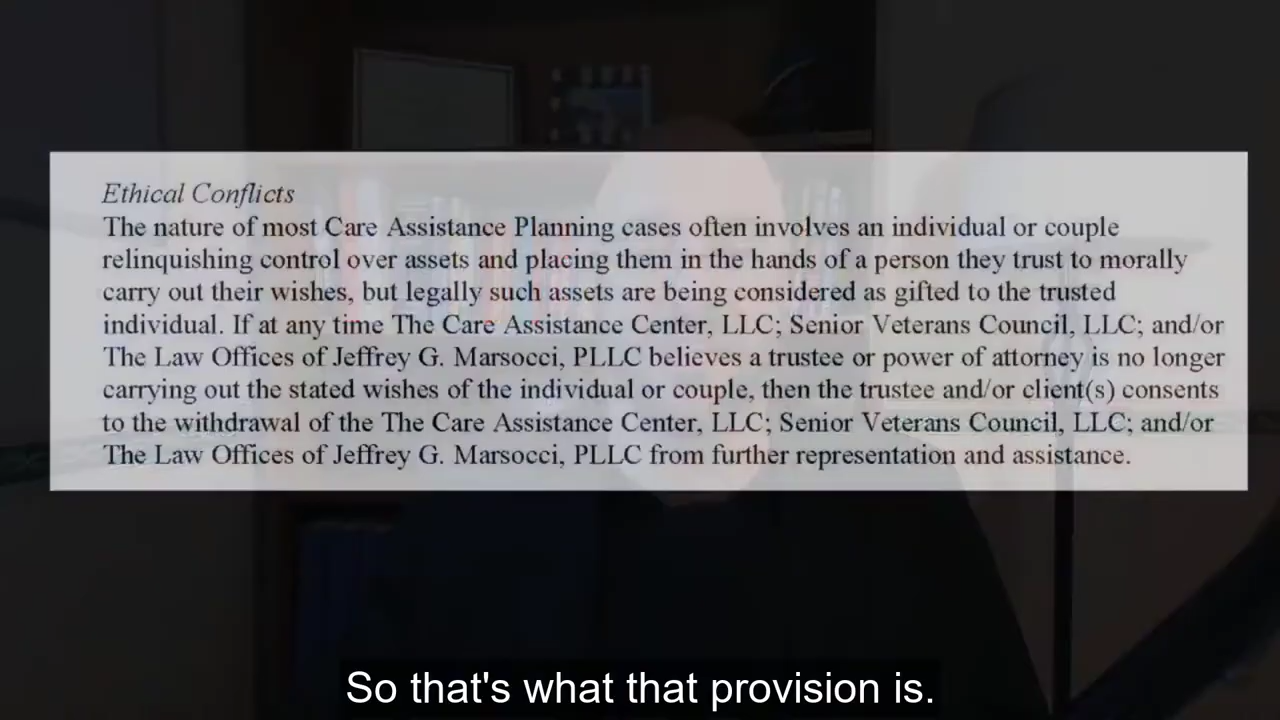 Ethical Conflicts
The nature of most Care Assistance Planning cases often involves an individual or couple
relinquishing control over assets and placing them in the hands of a person they trust to morally
carry out their wishes, but legally such assets are being considered as gifted to the trusted
individual. If at any time The Care Assistance Center, LLC; Senior Veterans Council, LLC; and/or
The Law Offices of Jeffrey G. Marsocci, PLLC believes a trustee or power of attorney is no longer
carrying out the stated wishes of the individual or couple, then the trustee and/or client(s) consents
to the withdrawal of the The Care Assistance Center, LLC; Senior Veterans Council, LLC; and/or
The Law Offices of Jeffrey G. Marsocci, PLLC from further representation and assistance.
So that's what that provision is.